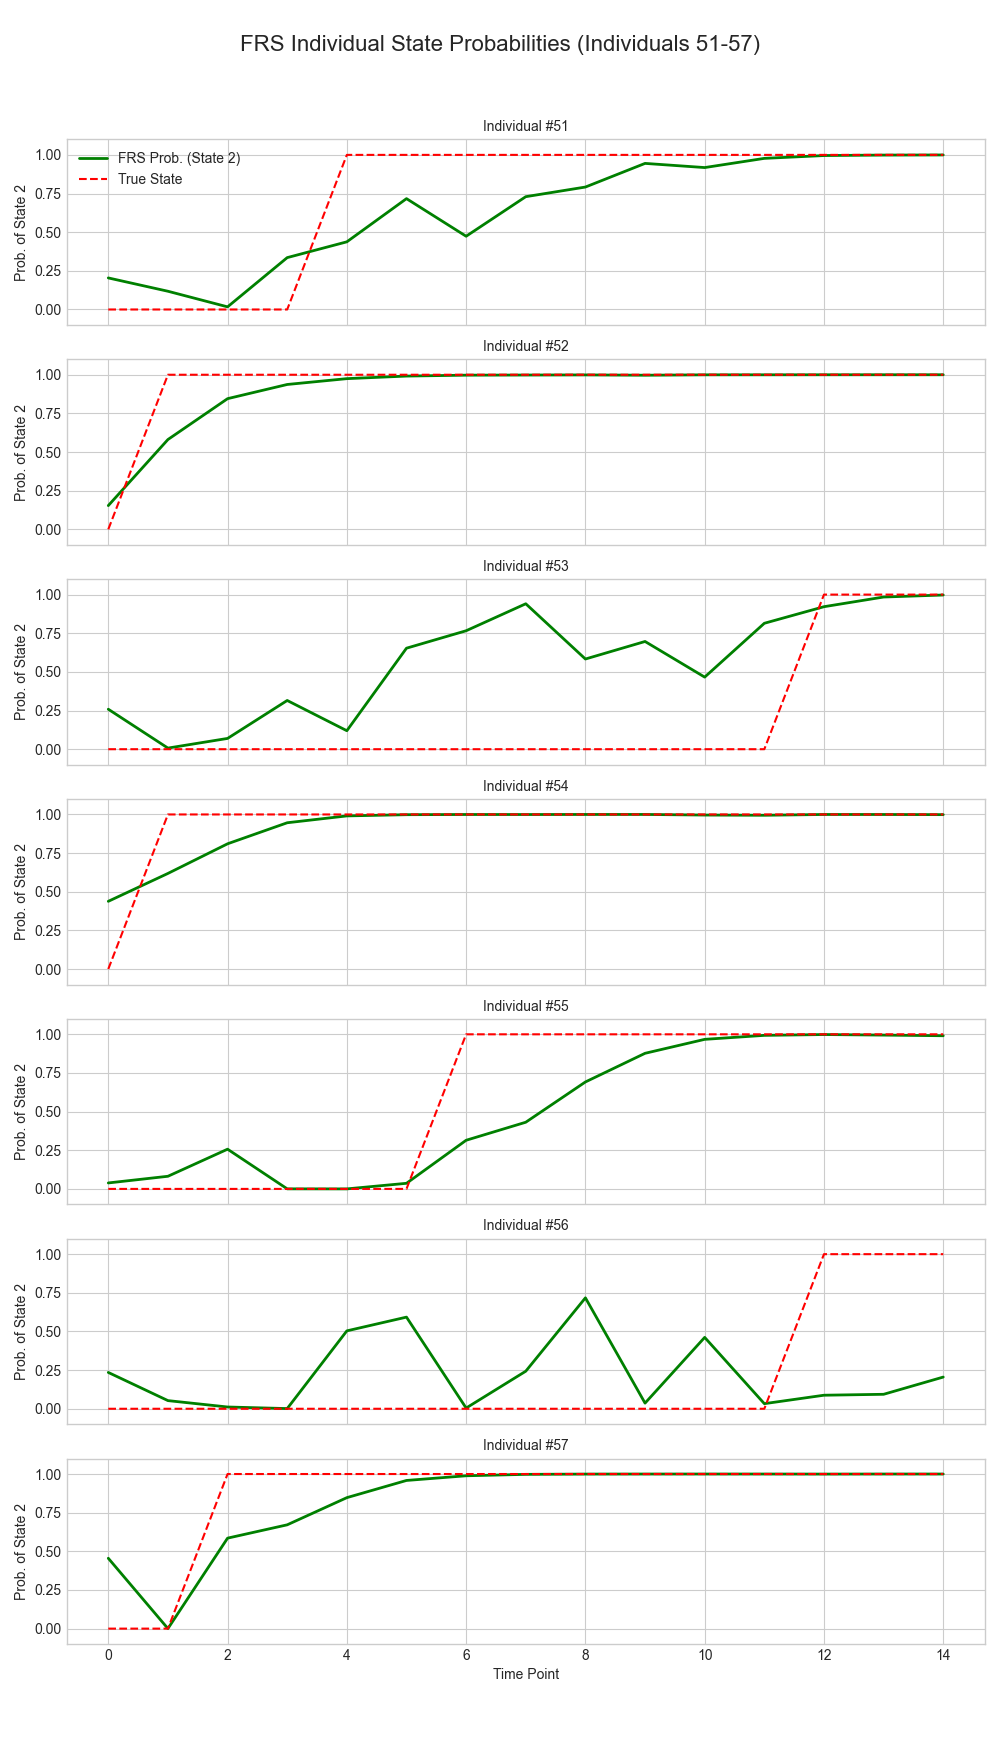 FRS Individual State Probabilities (Individuals 51-57)
Individual #51
FRS Prob. (State 2)
True State
Prob. of State 2
1.00
0.75
0.50
0.25
0.00
Individual #52
Prob. of State 2
1.00
0.75
0.50
0.25
0.00
Individual #53
Prob. of State 2
1.00
0.75
0.50
0.25
0.00
Individual #54
Prob. of State 2
1.00
0.75
0.50
0.25
0.00
Individual #55
Prob. of State 2
1.00
0.75
0.50
0.25
0.00
Individual #56
Prob. of State 2
1.00
0.75
0.50
0.25
0.00
Individual #57
Prob. of State 2
1.00
0.75
0.50
0.25
0.00
0 2 4 6 8 10 12 14
Time Point